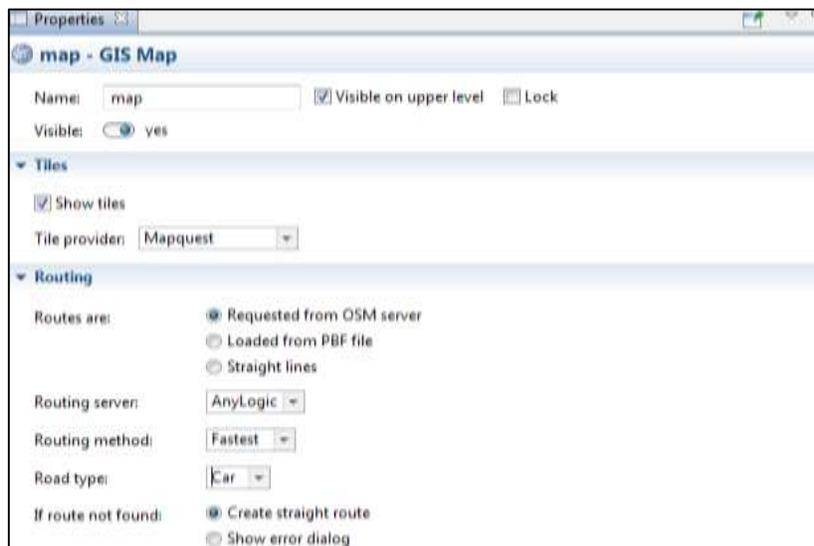 Properties
map - GIS Map
Name: map Visible on upper level Lock
Visible: yes
Tiles
Show tiles
Tile provider: Mapquest
Routing
Routes are: Requested from OSM server
Loaded from PBF file
Straight lines
Routing server: AnyLogic
Routing method: Fastest
Road type: Car
If route not found: Create straight route
Show error dialog